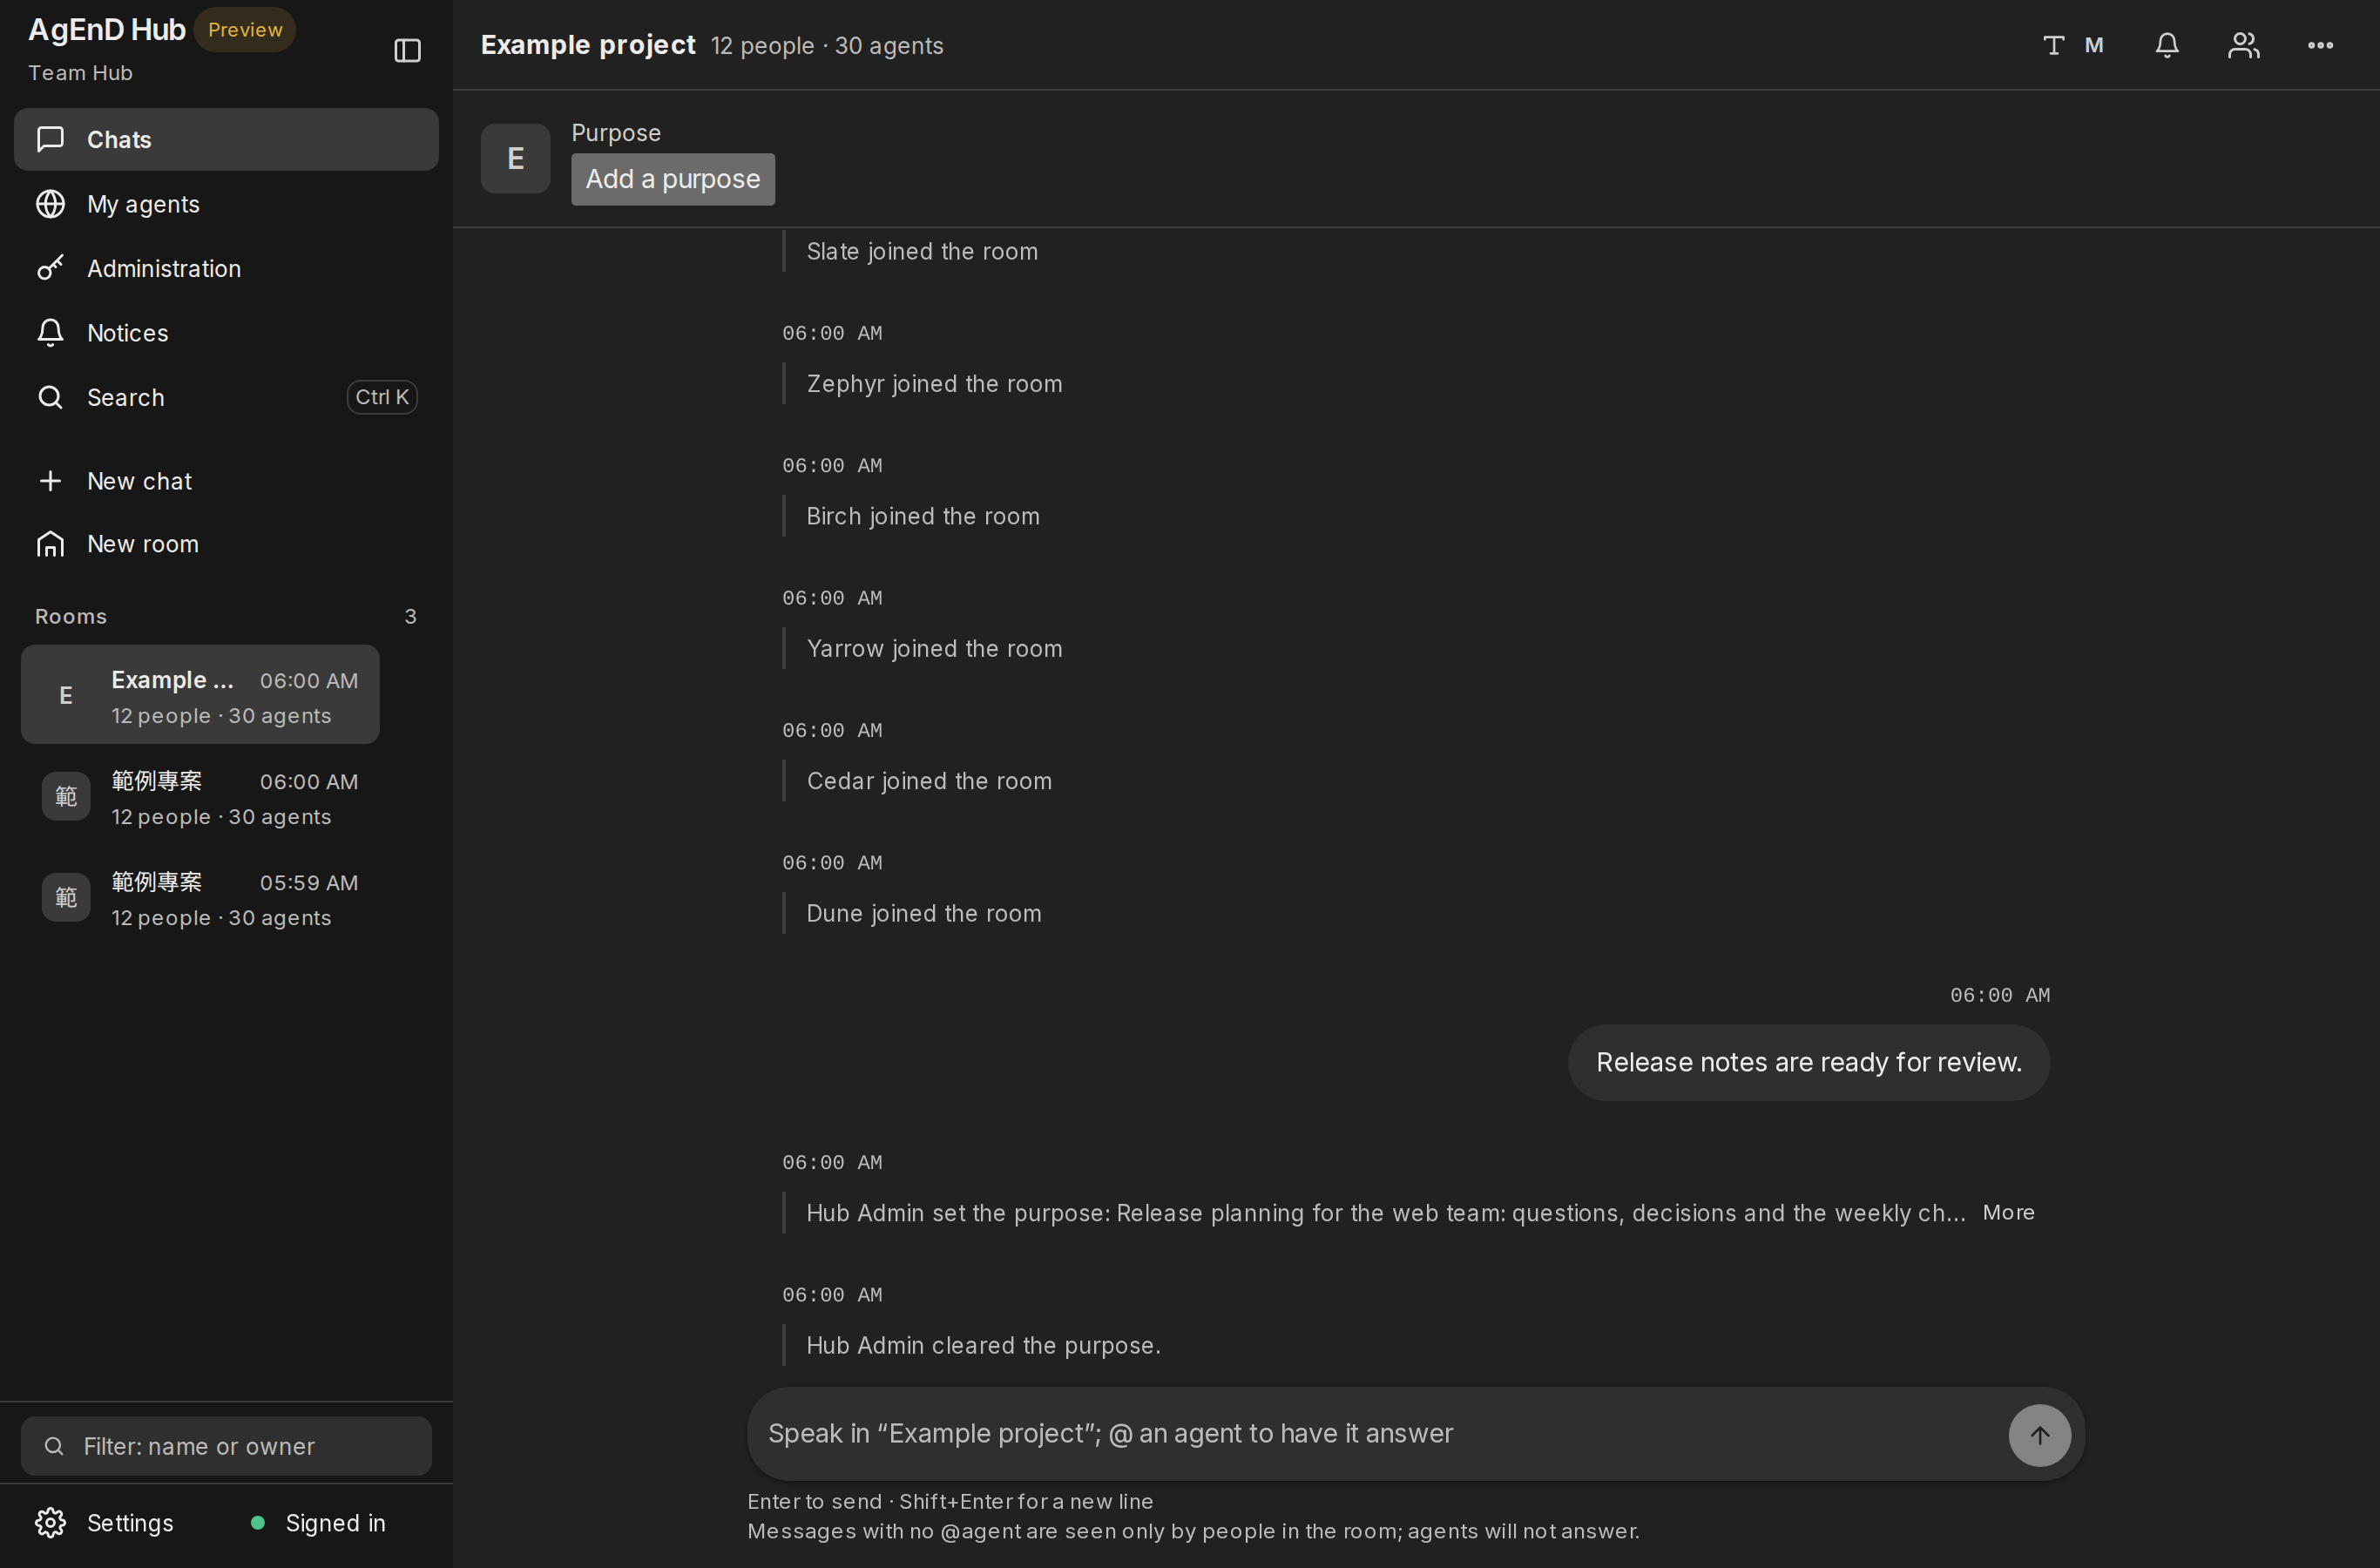 AgEnD Hub Preview
Team Hub
Chats
My agents
Administration
Notices
Search Ctrl K
New chat
New room
Rooms 3
E Example ... 06:00 AM
12 people · 30 agents
範 範例專案 06:00 AM
12 people · 30 agents
範 範例專案 05:59 AM
12 people · 30 agents
Filter: name or owner
Settings Signed in
Example project 12 people · 30 agents T M
E Purpose
Add a purpose
Slate joined the room
06:00 AM
Zephyr joined the room
06:00 AM
Birch joined the room
06:00 AM
Yarrow joined the room
06:00 AM
Cedar joined the room
06:00 AM
Dune joined the room
06:00 AM
Release notes are ready for review.
06:00 AM
Hub Admin set the purpose: Release planning for the web team: questions, decisions and the weekly ch... More
06:00 AM
Hub Admin cleared the purpose.
Speak in “Example project”; @ an agent to have it answer
Enter to send · Shift+Enter for a new line
Messages with no @agent are seen only by people in the room; agents will not answer.